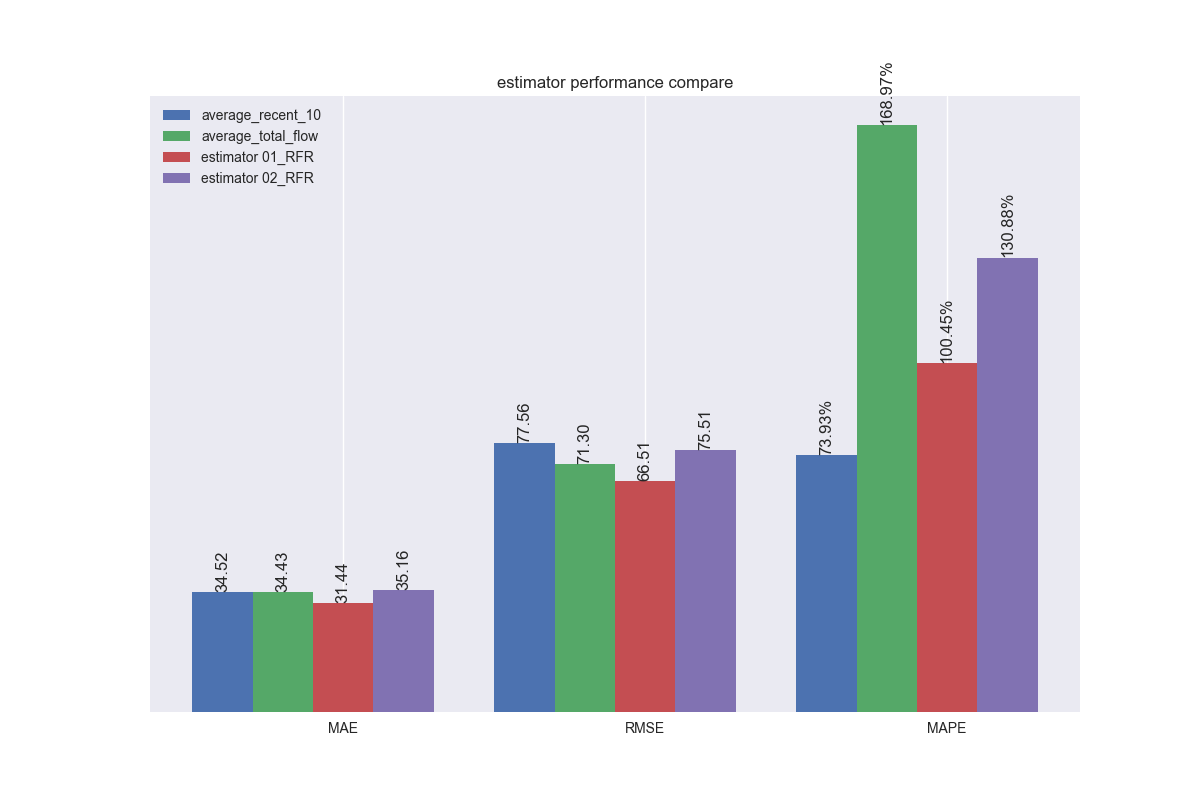 estimator performance compare
average_recent_10
average_total_flow
estimator 01_RFR
estimator 02_RFR
34.52
34.43
31.44
35.16
77.56
71.30
66.51
75.51
73.93%
168.97%
100.45%
130.88%
MAE
RMSE
MAPE